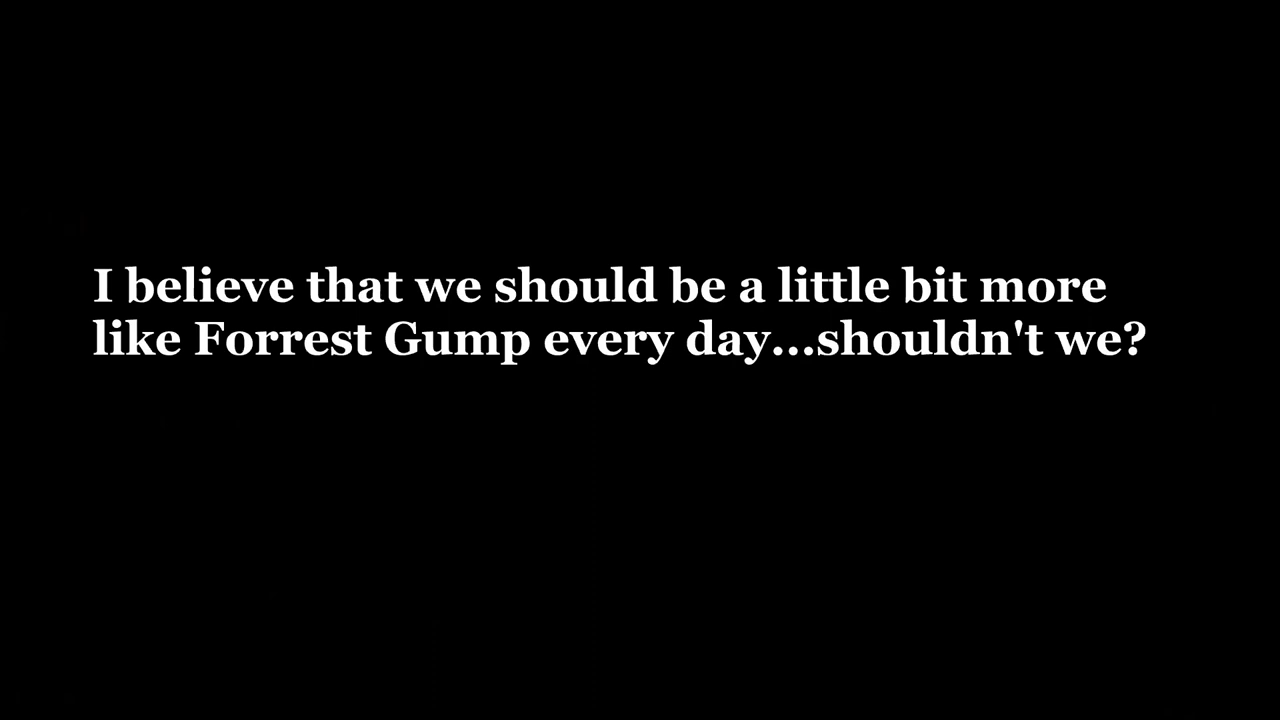 I believe that we should be a little bit more
like Forrest Gump every day...shouldn't we?